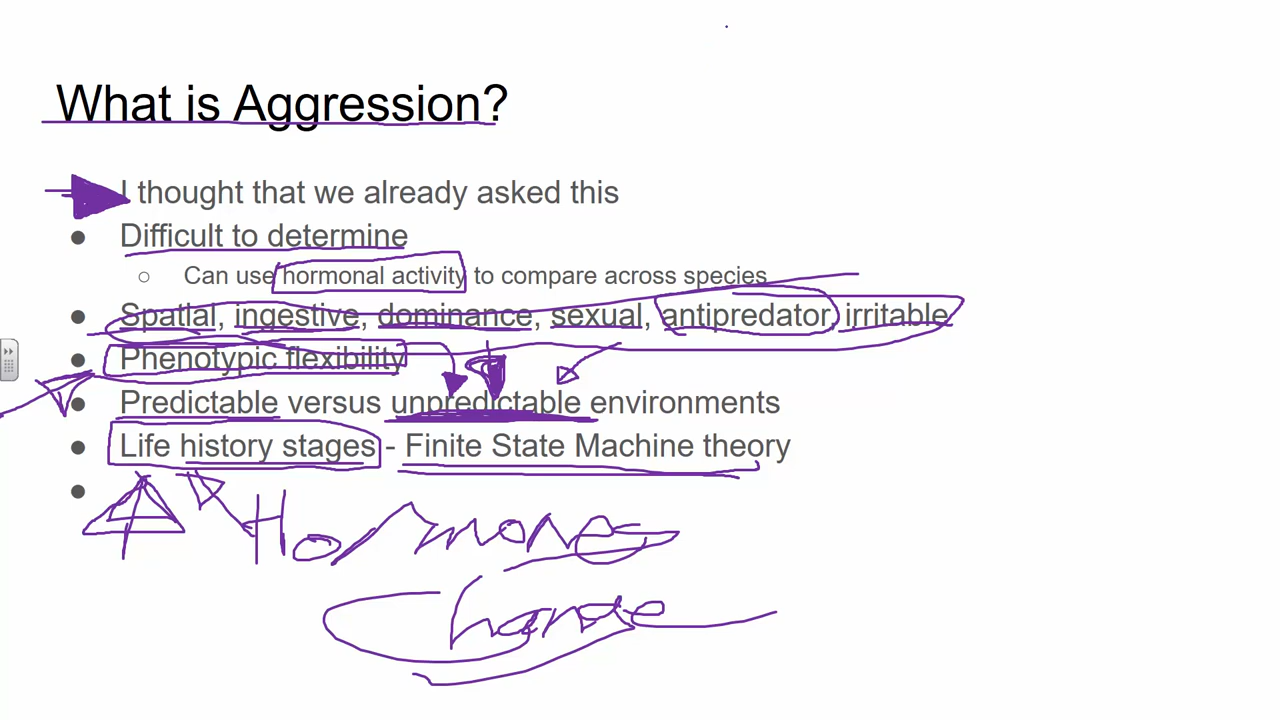 What is Aggression?
I thought that we already asked this
Difficult to determine
Can use hormonal activity to compare across species
Spatial, ingestive, dominance, sexual, antipredator, irritable
Phenotypic flexibility
Predictable versus unpredictable environments
Life history stages - Finite State Machine theory
Hormones
Change